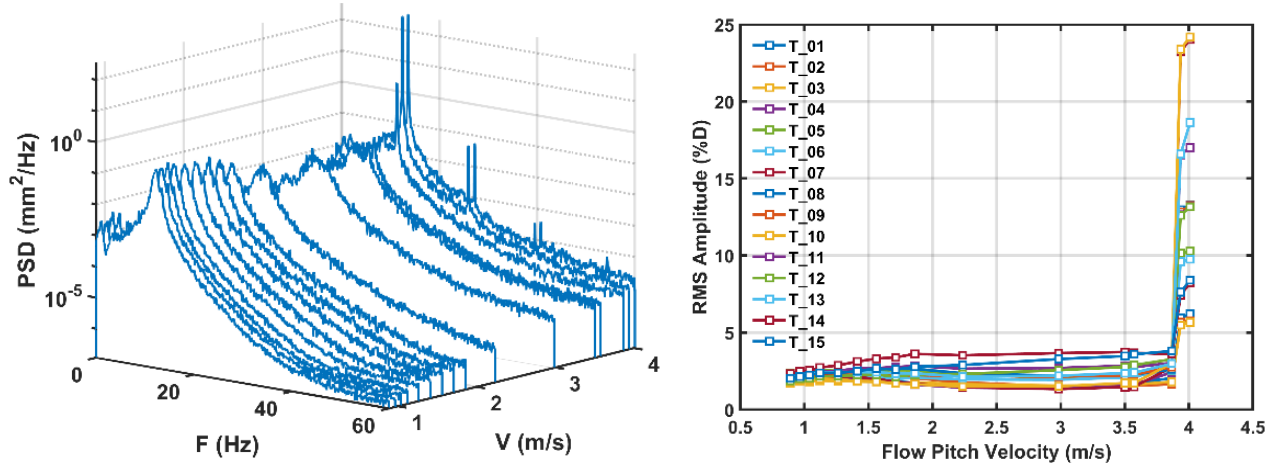 PSD (mm²/Hz)
10⁰
10⁻⁵
0
20
40
60
F (Hz)
1
2
3
4
V (m/s)
RMS Amplitude (%D)
25
20
15
10
5
0
T_01
T_02
T_03
T_04
T_05
T_06
T_07
T_08
T_09
T_10
T_11
T_12
T_13
T_14
T_15
0.5 1 1.5 2 2.5 3 3.5 4 4.5
Flow Pitch Velocity (m/s)